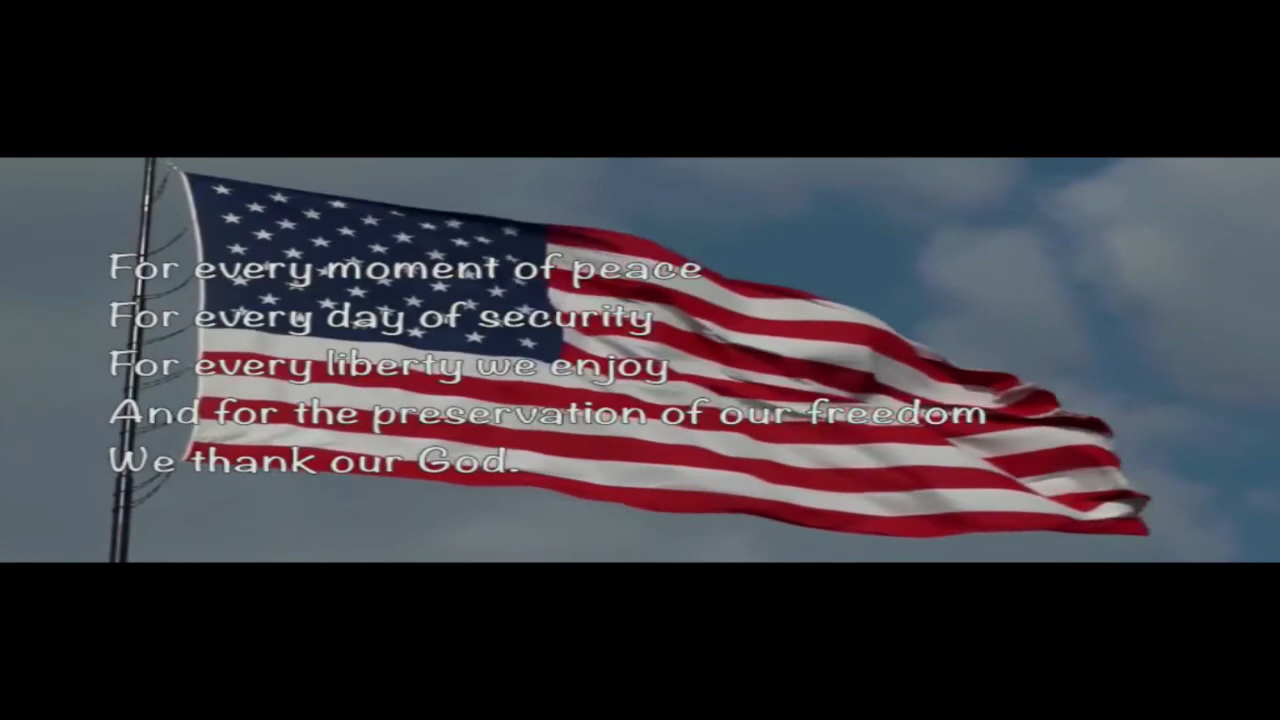 For every moment of peace
For every day of security
For every liberty we enjoy
And for the preservation of our freedom
We thank our God.